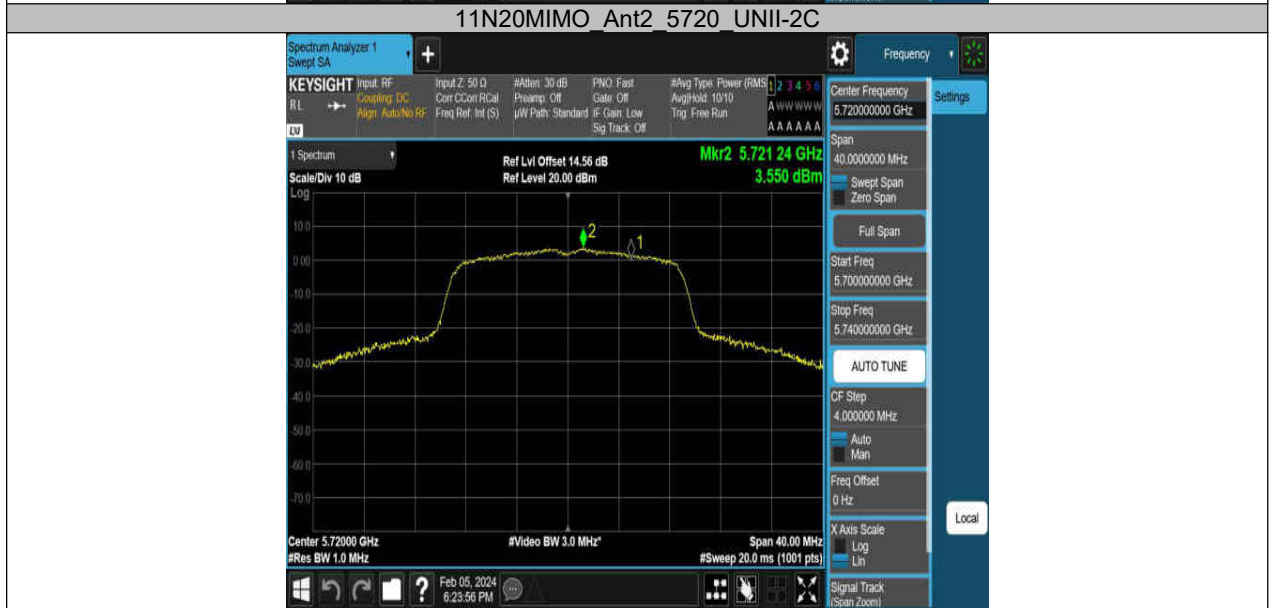 11N20MIMO_Ant2_5720_UNII-2C
Spectrum Analyzer 1
Swept SA
+
Frequency
KEYSIGHT
RL
LXI
Input: RF
Coupling: DC
Align: Auto/No RF
Input Z: 50 Ω
Corr CCorr RCal
Freq Ref: Int (S)
#Atten: 30 dB
Preamp: Off
µW Path: Standard
PNO: Fast
Gate: Off
IF Gain: Low
Sig Track: Off
#Avg Type: Power (RMS
Avg|Hold: 10/10
Trig: Free Run
1 2 3 4 5 6
A W W W W W
A A A A A A
1 Spectrum
Scale/Div 10 dB
Log
Ref Lvl Offset 14.56 dB
Ref Level 20.00 dBm
Mkr2 5.721 24 GHz
3.550 dBm
10.0
0.00
-10.0
-20.0
-30.0
-40.0
-50.0
-60.0
-70.0
2
1
Center 5.72000 GHz
#Res BW 1.0 MHz
#Video BW 3.0 MHz*
Span 40.00 MHz
#Sweep 20.0 ms (1001 pts)
?
Feb 05, 2024
6:23:56 PM
Center Frequency
5.720000000 GHz
Settings
Span
40.0000000 MHz
Swept Span
Zero Span
Full Span
Start Freq
5.700000000 GHz
Stop Freq
5.740000000 GHz
AUTO TUNE
CF Step
4.000000 MHz
Auto
Man
Freq Offset
0 Hz
Local
X Axis Scale
Log
Lin
Signal Track
(Span Zoom)